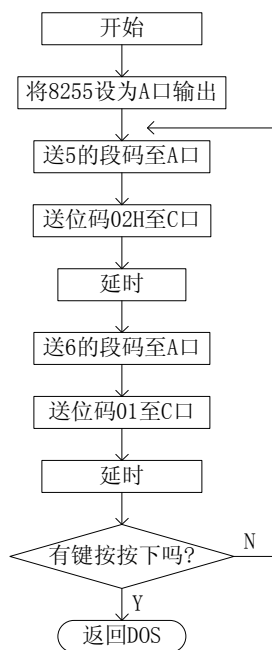 开始
将8255设为A口输出
送5的段码至A口
送位码02H至C口
延时
送6的段码至A口
送位码01至C口
延时
有键按按下吗?
N
Y
返回DOS